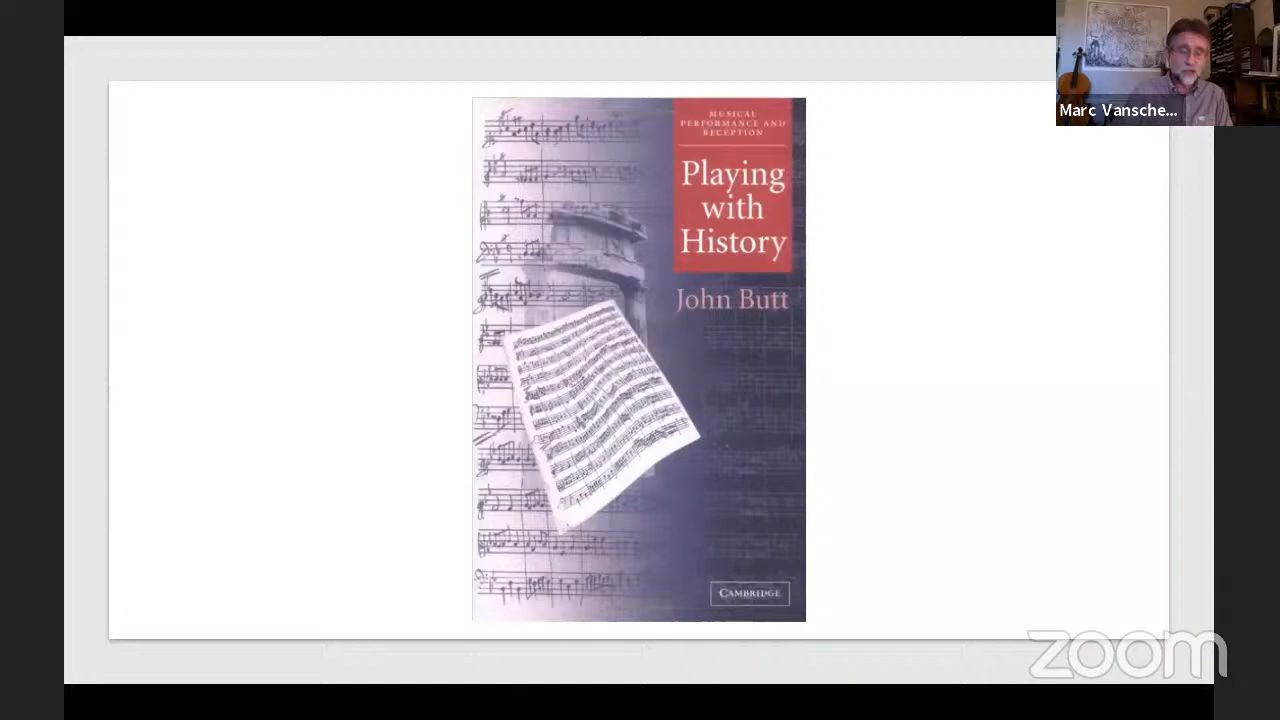 MUSICAL
PERFORMANCE AND
RECEPTION
Playing
with
History
John Butt
CAMBRIDGE
Marc Vansche...
zoom